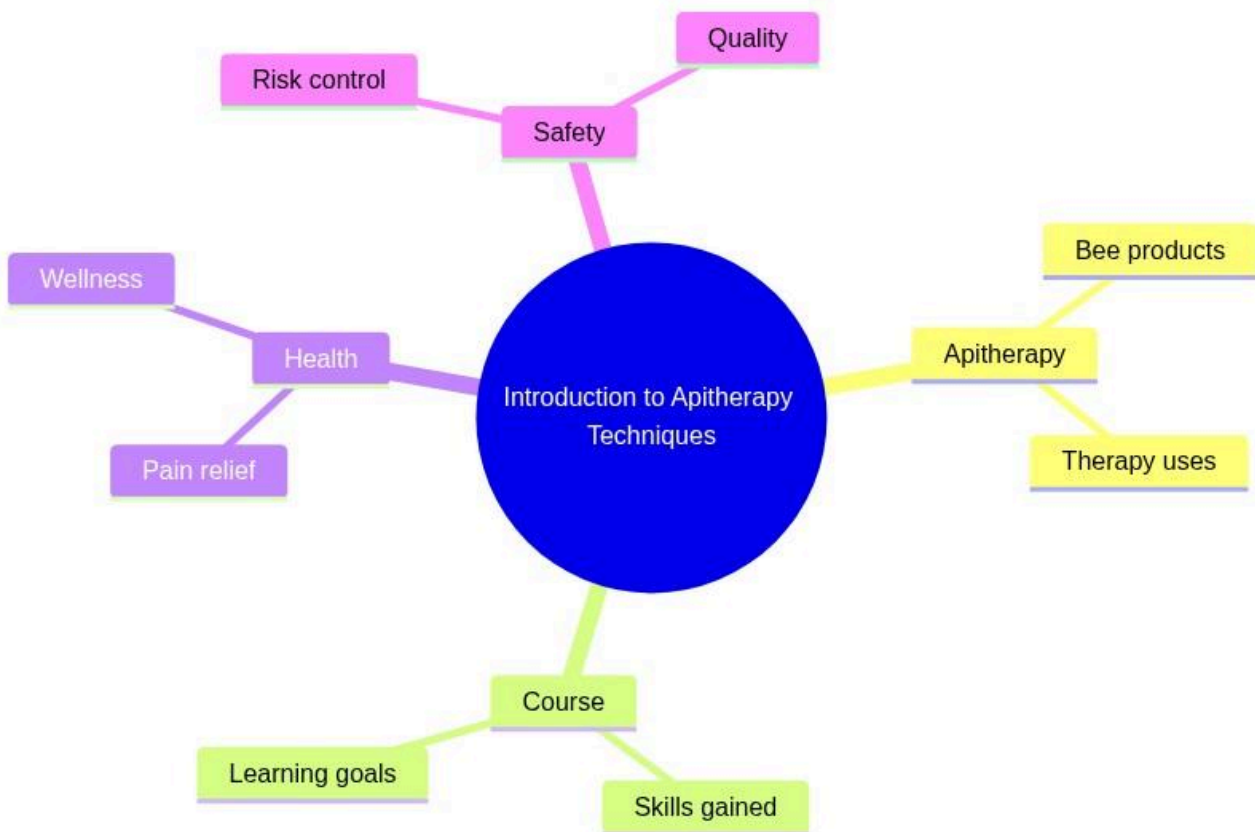 Quality
Risk control
Safety
Bee products
Wellness
Apitherapy
Health
Introduction to Apitherapy
Techniques
Therapy uses
Pain relief
Course
Learning goals
Skills gained